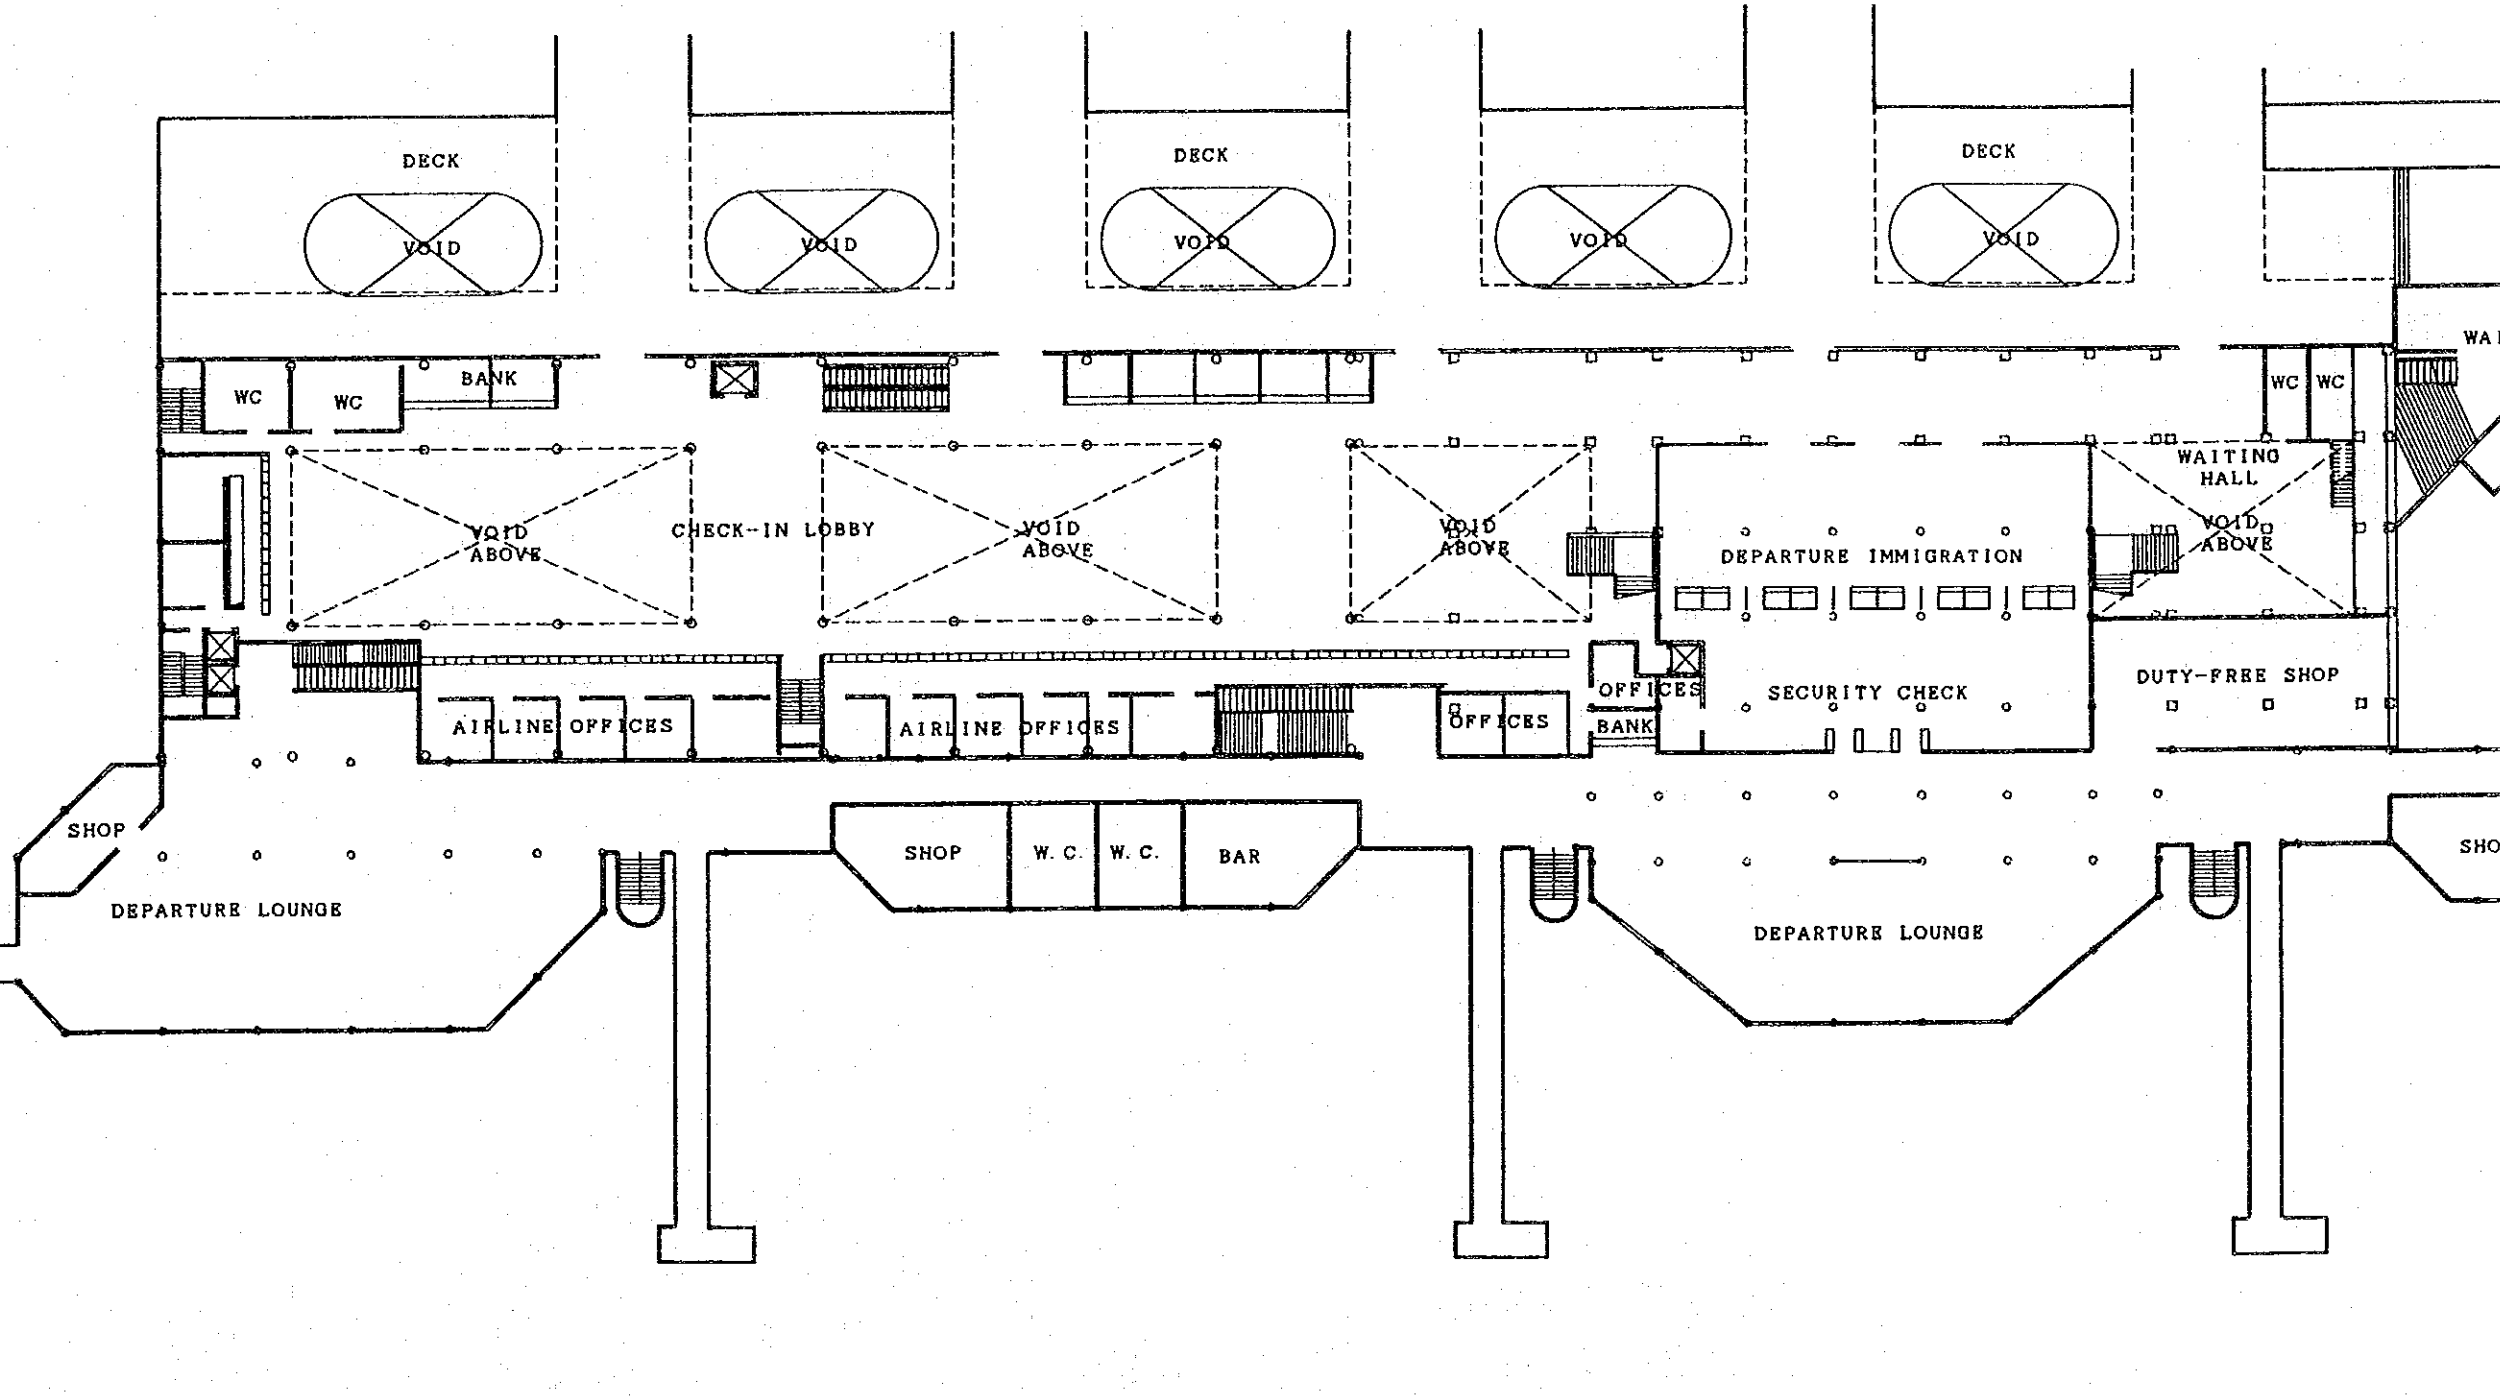 DECK
DECK
DECK
VOID
VOID
VOID
VOID
VOID
WC
WC
BANK
WC
WC
WAITING
HALL
VOID
ABOVE
CHECK-IN LOBBY
VOID
ABOVE
VOID
ABOVE
DEPARTURE IMMIGRATION
VOID
ABOVE
AIRLINE OFFICES
AIRLINE OFFICES
OFFICES
OFFICES
BANK
SECURITY CHECK
DUTY-FREE SHOP
SHOP
SHOP
W. C.
W. C.
BAR
SHO
DEPARTURE LOUNGE
DEPARTURE LOUNGE